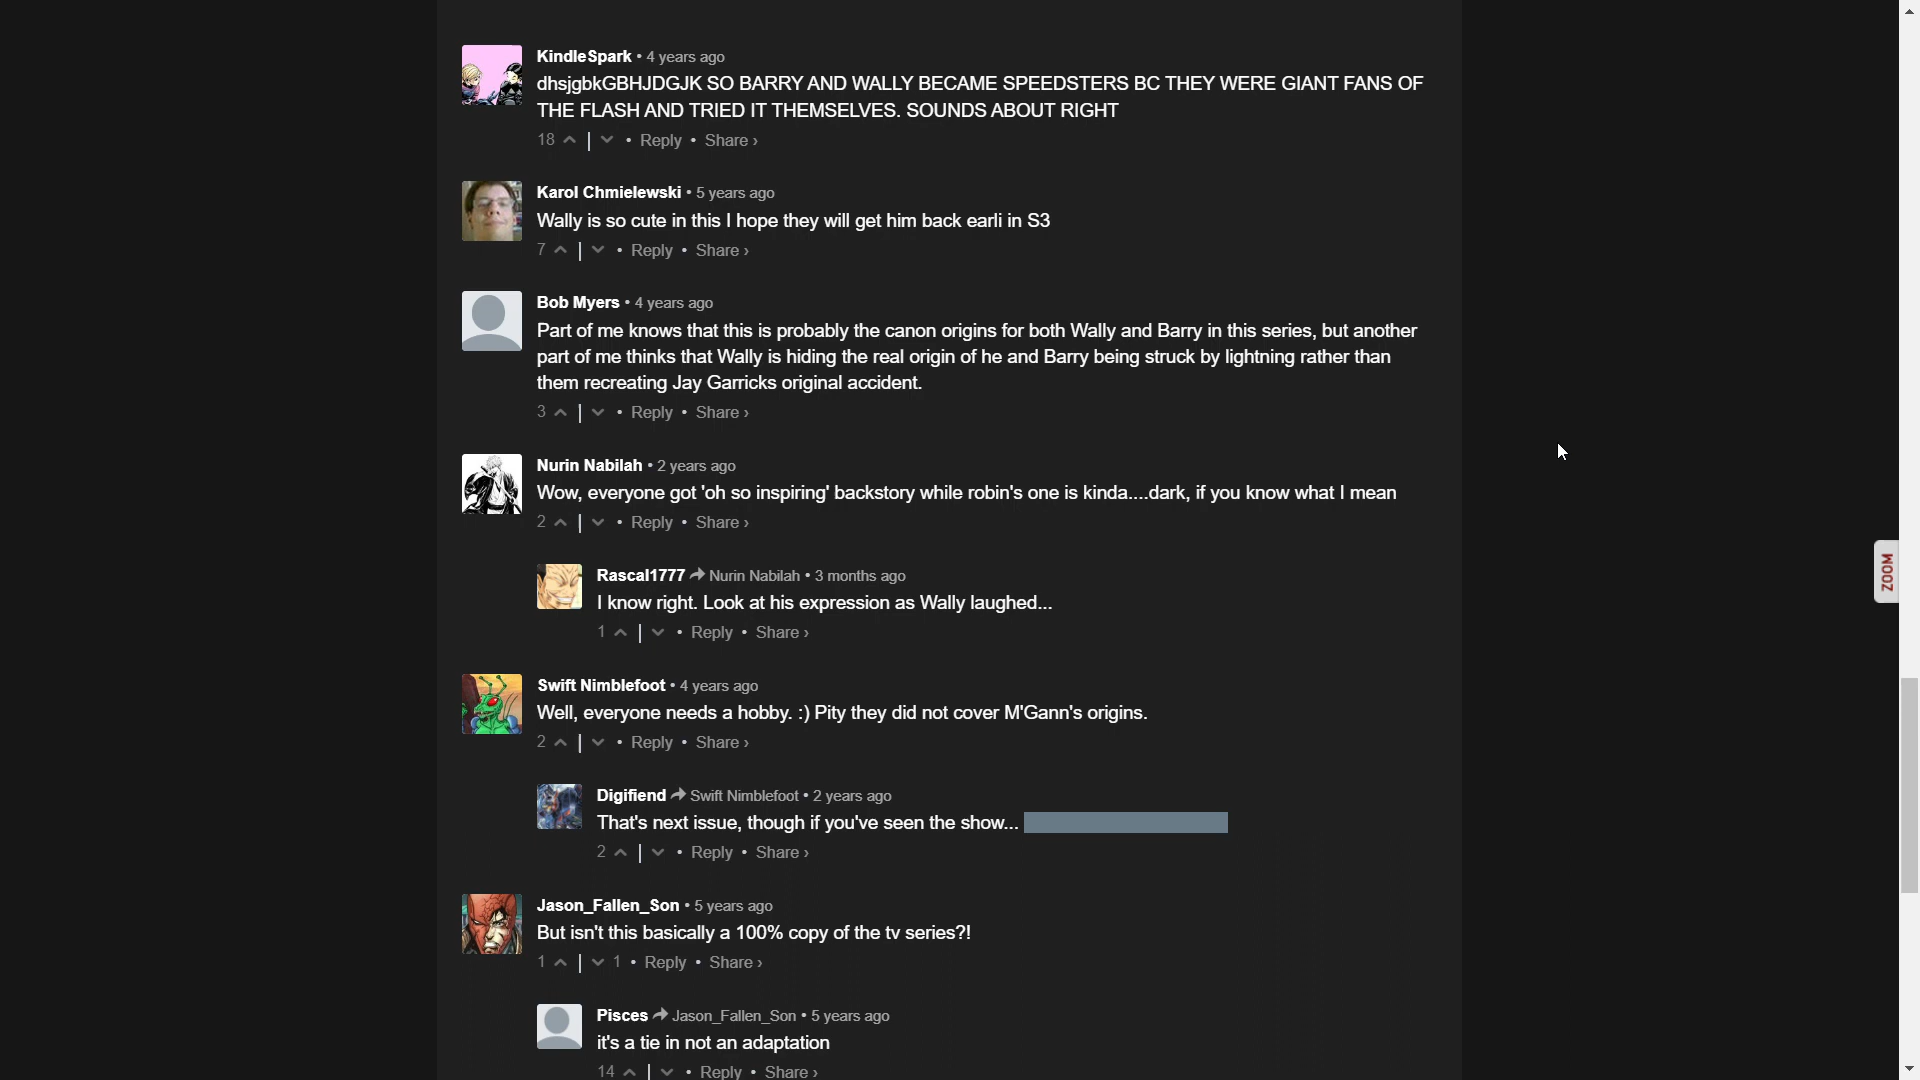 KindleSpark • 4 years ago
dhsjgbkGBHJDGJK SO BARRY AND WALLY BECAME SPEEDSTERS BC THEY WERE GIANT FANS OF
THE FLASH AND TRIED IT THEMSELVES. SOUNDS ABOUT RIGHT
18 | • Reply • Share ›
Karol Chmielewski • 5 years ago
Wally is so cute in this I hope they will get him back earli in S3
7 | • Reply • Share ›
Bob Myers • 4 years ago
Part of me knows that this is probably the canon origins for both Wally and Barry in this series, but another
part of me thinks that Wally is hiding the real origin of he and Barry being struck by lightning rather than
them recreating Jay Garricks original accident.
3 | • Reply • Share ›
Nurin Nabilah • 2 years ago
Wow, everyone got 'oh so inspiring' backstory while robin's one is kinda....dark, if you know what I mean
2 | • Reply • Share ›
Rascal1777 Nurin Nabilah • 3 months ago
I know right. Look at his expression as Wally laughed...
1 | • Reply • Share ›
ZOOM
Swift Nimblefoot • 4 years ago
Well, everyone needs a hobby. :) Pity they did not cover M'Gann's origins.
2 | • Reply • Share ›
Digifiend Swift Nimblefoot • 2 years ago
That's next issue, though if you've seen the show...
2 | • Reply • Share ›
Jason_Fallen_Son • 5 years ago
But isn't this basically a 100% copy of the tv series?!
1 | 1 • Reply • Share ›
Pisces Jason_Fallen_Son • 5 years ago
it's a tie in not an adaptation
14 | • Reply • Share ›